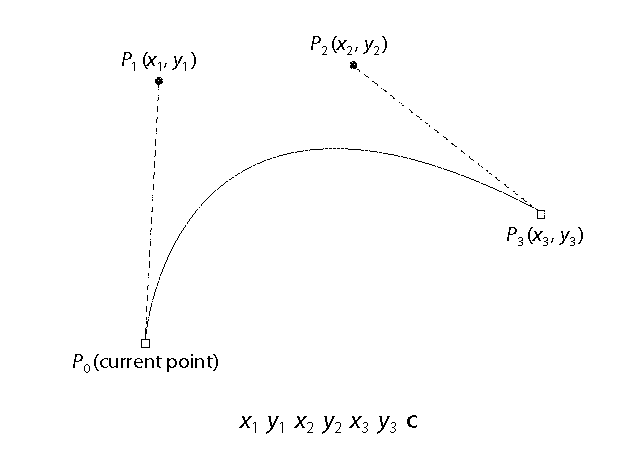 P₂ (x₂, y₂)
P₁ (x₁, y₁)
P₃ (x₃, y₃)
P₀ (current point)
x₁ y₁ x₂ y₂ x₃ y₃ c